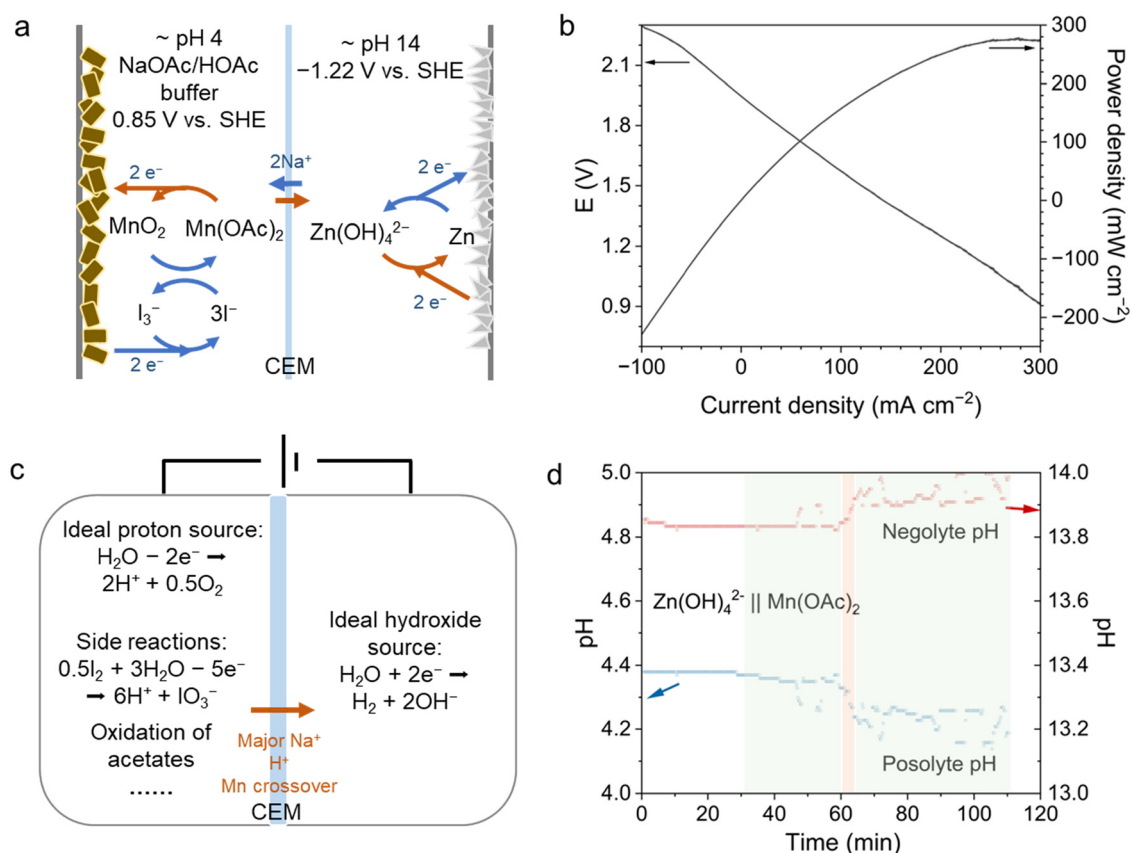 a
~ pH 4
NaOAc/HOAc
buffer
0.85 V vs. SHE
~ pH 14
−1.22 V vs. SHE
2 e⁻
2Na⁺
2 e⁻
MnO₂
Mn(OAc)₂
Zn(OH)₄²⁻
Zn
I₃⁻
3I⁻
2 e⁻
2 e⁻
CEM
b
E (V)
2.1
1.8
1.5
1.2
0.9
300
200
100
0
−100
−200
Power density (mW cm⁻²)
−100
0
100
200
300
Current density (mA cm⁻²)
c
Ideal proton source:
H₂O − 2e⁻ ➞
2H⁺ + 0.5O₂
Side reactions:
0.5I₂ + 3H₂O − 5e⁻
➞ 6H⁺ + IO₃⁻
Oxidation of
acetates
......
Ideal hydroxide
source:
H₂O + 2e⁻ ➞
H₂ + 2OH⁻
Major Na⁺
H⁺
Mn crossover
CEM
d
pH
5.0
4.8
4.6
4.4
4.2
4.0
14.0
13.8
13.6
13.4
13.2
13.0
pH
Negolyte pH
Zn(OH)₄²⁻ || Mn(OAc)₂
Posolyte pH
0
20
40
60
80
100
120
Time (min)